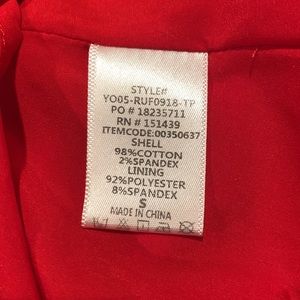 STYLE#
YO05-RUF0918-TP
PO # 18235711
RN # 151439
ITEMCODE:00350637
SHELL
98%COTTON
2%SPANDEX
LINING
92%POLYESTER
8%SPANDEX
S
MADE IN CHINA